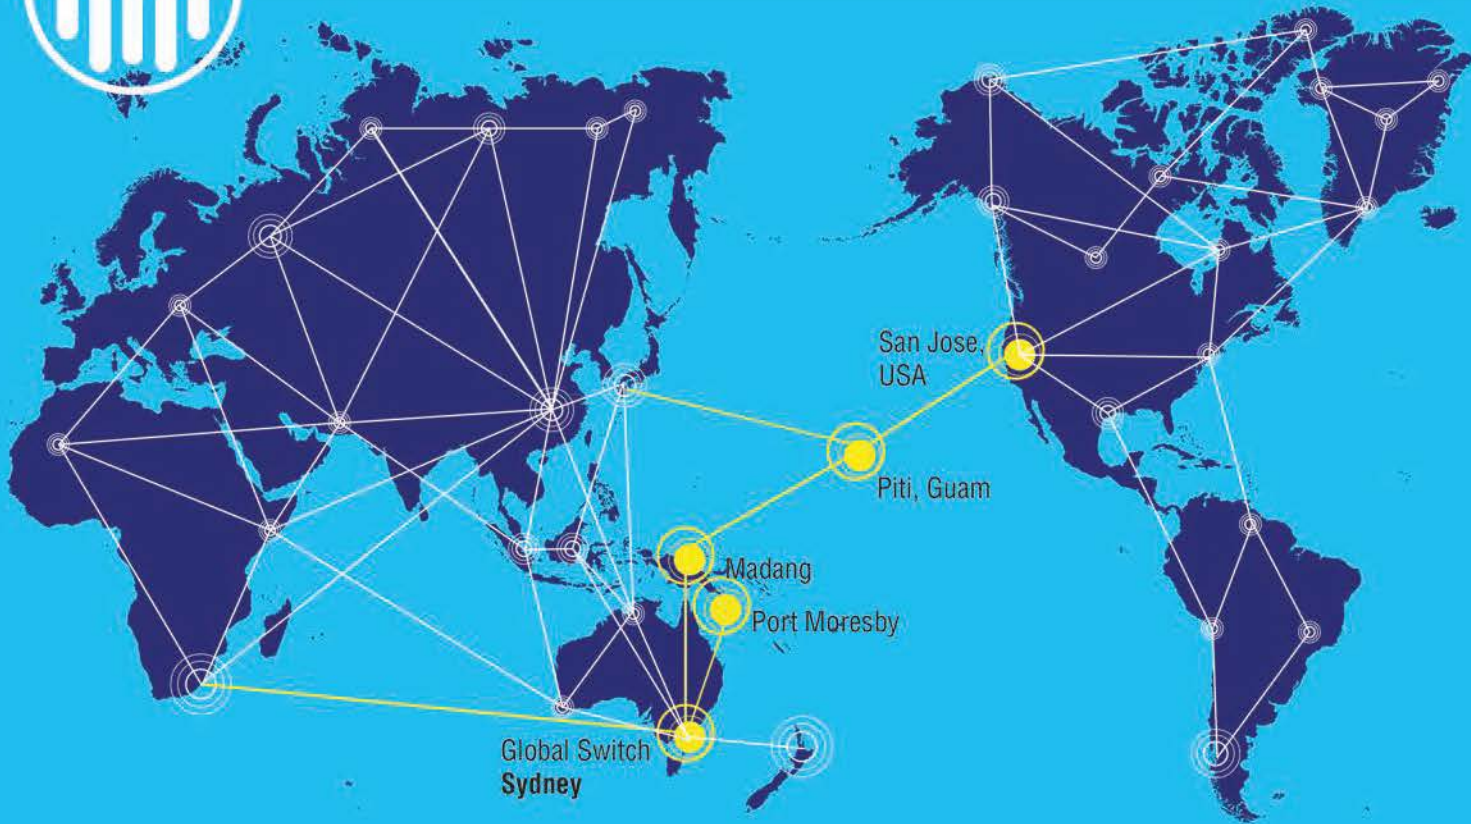 San Jose,
USA
Piti, Guam
Madang
Port Moresby
Global Switch
Sydney